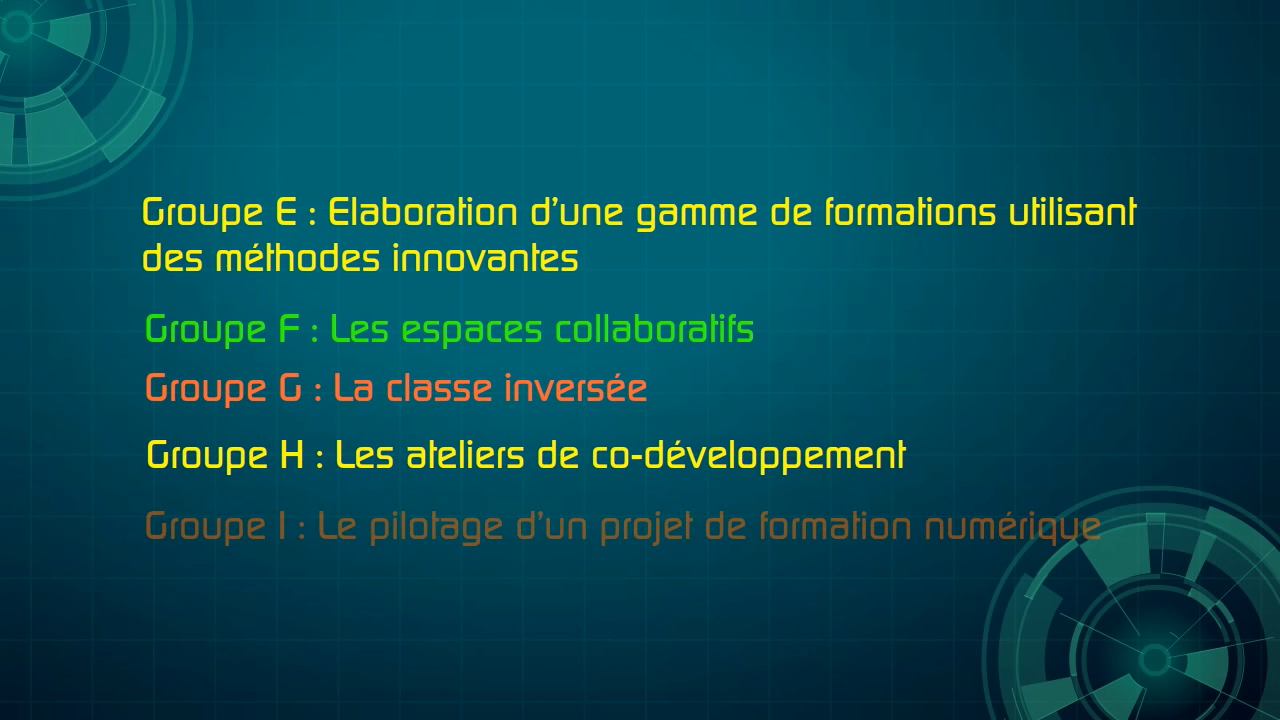 Groupe E : Elaboration d’une gamme de formations utilisant
des méthodes innovantes
Groupe F : Les espaces collaboratifs
Groupe G : La classe inversée
Groupe H : Les ateliers de co-développement
Groupe I : Le pilotage d’un projet de formation numérique